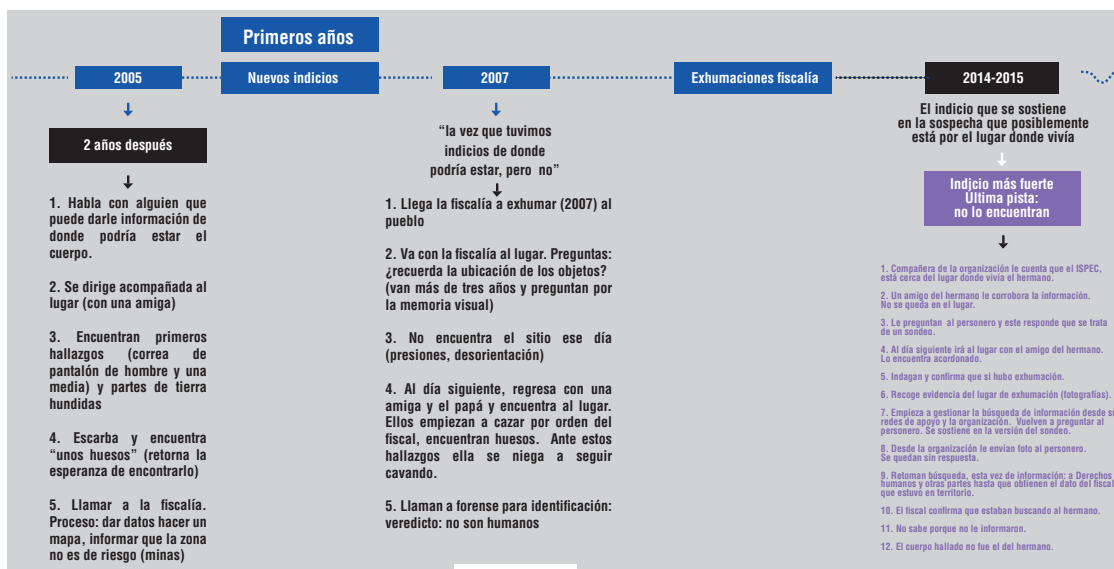 Primeros años
2005
Nuevos indicios
2007
Exhumaciones fiscalía
2014-2015
2 años después
1. Habla con alguien que
puede darle información de
donde podría estar el
cuerpo.
2. Se dirige acompañada al
lugar (con una amiga)
3. Encuentran primeros
hallazgos (correa de
pantalón de hombre y una
media) y partes de tierra
hundidas
4. Escarba y encuentra
“unos huesos” (retorna la
esperanza de encontrarlo)
5. Llamar a la fiscalía.
Proceso: dar datos hacer un
mapa, informar que la zona
no es de riesgo (minas)
“la vez que tuvimos
indicios de donde
podría estar, pero no”
1. Llega la fiscalía a exhumar (2007) al
pueblo
2. Va con la fiscalía al lugar. Preguntas:
¿recuerda la ubicación de los objetos?
(van más de tres años y preguntan por
la memoria visual)
3. No encuentra el sitio ese día
(presiones, desorientación)
4. Al día siguiente, regresa con una
amiga y el papá y encuentra al lugar.
Ellos empiezan a cazar por orden del
fiscal, encuentran huesos. Ante estos
hallazgos ella se niega a seguir
cavando.
5. Llaman a forense para identificación:
veredicto: no son humanos
El indicio que se sostiene
en la sospecha que posiblemente
está por el lugar donde vivía
Indicio más fuerte
Última pista:
no lo encuentran
1. Compañera de la organización le cuenta que el ISPEC,
está cerca del lugar donde vivía el hermano.
2. Un amigo del hermano le corrobora la información.
No se queda en el lugar.
3. Le preguntan al personero y este responde que se trata
de un sondeo.
4. Al día siguiente irá al lugar con el amigo del hermano.
Lo encuentra acordonado.
5. Indagan y confirma que si hubo exhumación.
6. Recoge evidencia del lugar de exhumación (fotografías).
7. Empieza a gestionar la búsqueda de información desde su
redes de apoyo y la organización. Vuelven a preguntar al
personero. Se sostiene en la versión del sondeo.
8. Desde la organización le envían foto al personero.
Se quedan sin respuesta.
9. Retoman búsqueda, esta vez de información: a Derechos
humanos y otras partes hasta que obtienen el dato del fiscal
que estuvo en territorio.
10. El fiscal confirma que estaban buscando al hermano.
11. No sabe porque no le informaron.
12. El cuerpo hallado no fue el del hermano.